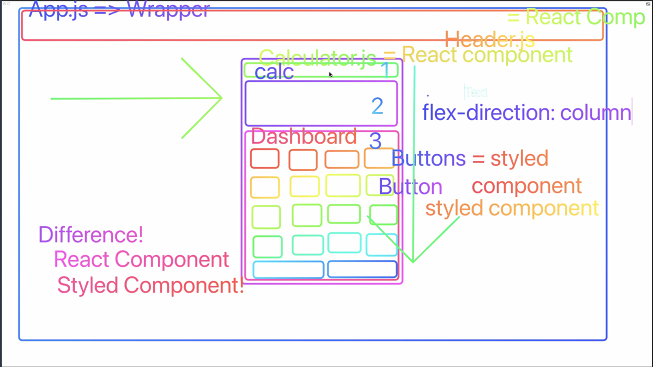 App.js => Wrapper
= React Comp
Header.js
Calculator.js = React component
calc 1
flex
2
flex-direction: column
Dashboard 3
Buttons = styled
component
Button
styled component
Difference!
React Component
Styled Component!